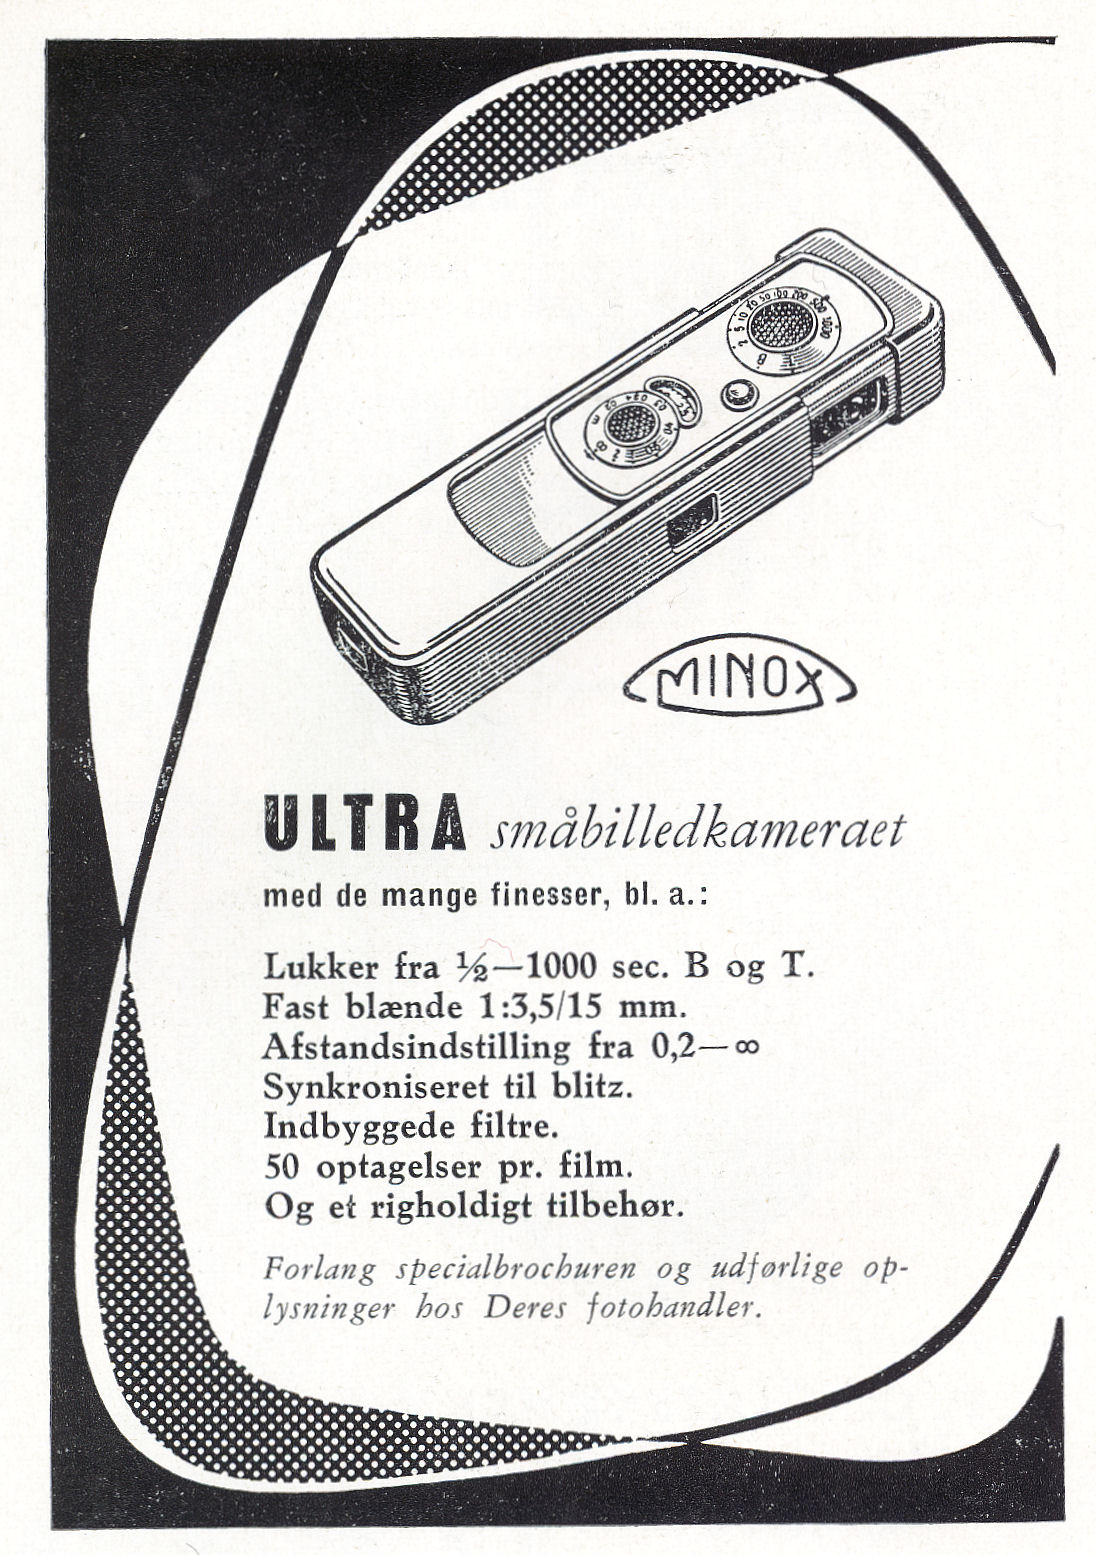 MINOX
ULTRA småbilledkameraet
med de mange finesser, bl. a.:
Lukker fra ½—1000 sec. B og T.
Fast blænde 1:3,5/15 mm.
Afstandsindstilling fra 0,2—∞
Synkroniseret til blitz.
Indbyggede filtre.
50 optagelser pr. film.
Og et righoldigt tilbehør.
Forlang specialbrochuren og udførlige op-
lysninger hos Deres fotohandler.